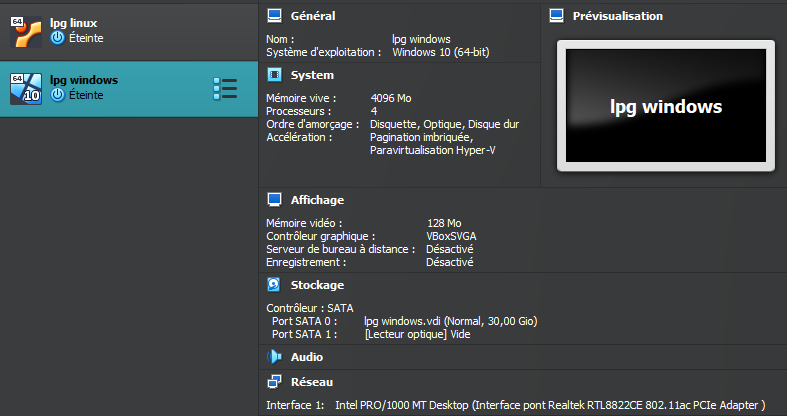 64
lpg linux
Éteinte
64
10
lpg windows
Éteinte
Général
Nom : lpg windows
Système d'exploitation : Windows 10 (64-bit)
System
Mémoire vive : 4096 Mo
Processeurs : 4
Ordre d'amorçage : Disquette, Optique, Disque dur
Accélération : Pagination imbriquée,
Paravirtualisation Hyper-V
Prévisualisation
lpg windows
Affichage
Mémoire vidéo : 128 Mo
Contrôleur graphique : VBoxSVGA
Serveur de bureau à distance : Désactivé
Enregistrement : Désactivé
Stockage
Contrôleur : SATA
Port SATA 0 : lpg windows.vdi (Normal, 30,00 Gio)
Port SATA 1 : [Lecteur optique] Vide
Audio
Réseau
Interface 1: Intel PRO/1000 MT Desktop (Interface pont Realtek RTL8822CE 802.11ac PCIe Adapter )